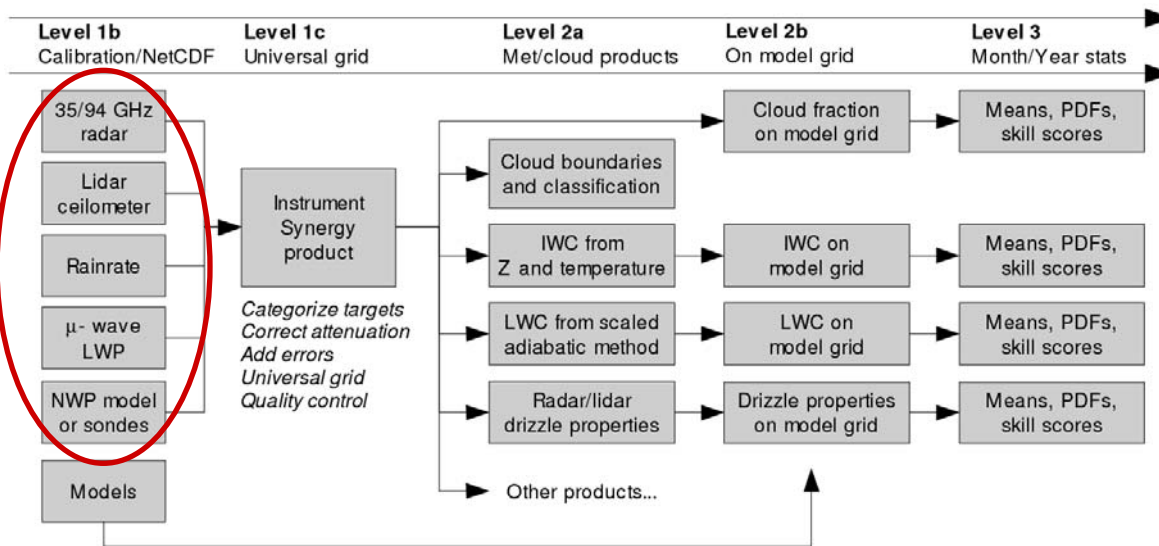 Level 1b
Calibration/NetCDF
Level 1c
Universal grid
Level 2a
Met/cloud products
Level 2b
On model grid
Level 3
Month/Year stats
35/94 GHz
radar
Lidar
ceilometer
Rainrate
μ- wave
LWP
NWP model
or sondes
Models
Instrument
Synergy
product
Categorize targets
Correct attenuation
Add errors
Universal grid
Quality control
Cloud boundaries
and classification
IWC from
Z and temperature
LWC from scaled
adiabatic method
Radar/lidar
drizzle properties
Other products...
Cloud fraction
on model grid
IWC on
model grid
LWC on
model grid
Drizzle properties
on model grid
Means, PDFs,
skill scores
Means, PDFs,
skill scores
Means, PDFs,
skill scores
Means, PDFs,
skill scores